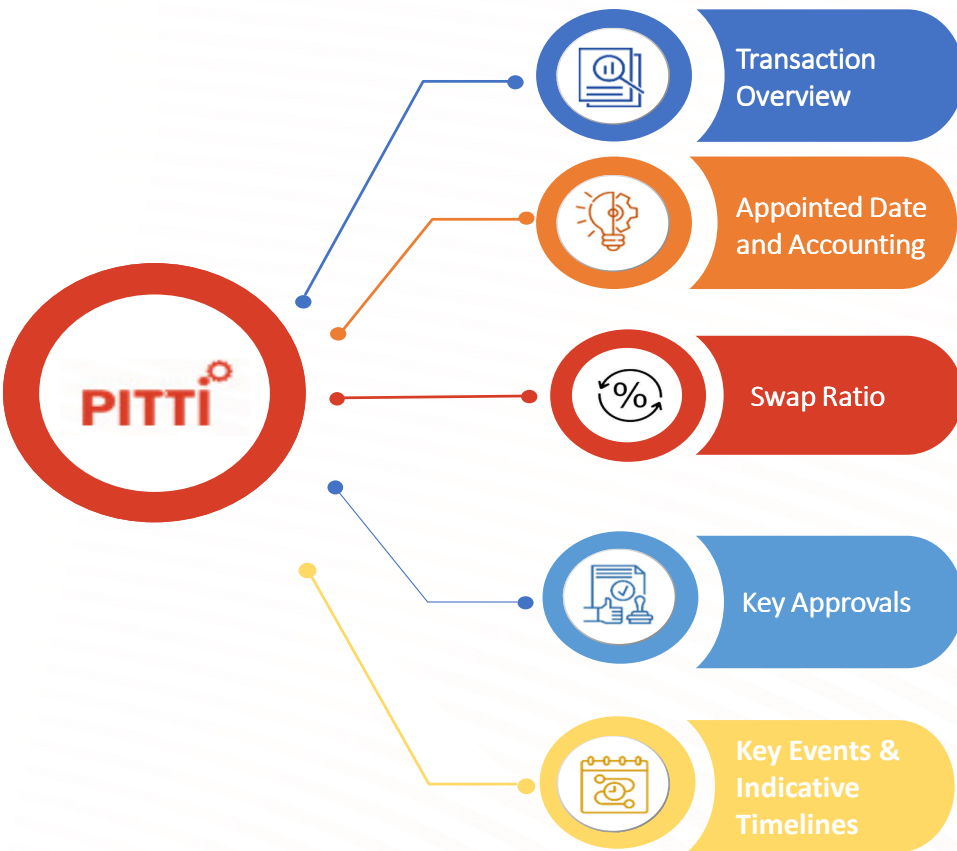 Transaction
Overview
Appointed Date
and Accounting
PITTI
%
Swap Ratio
Key Approvals
Key Events &
Indicative
Timelines